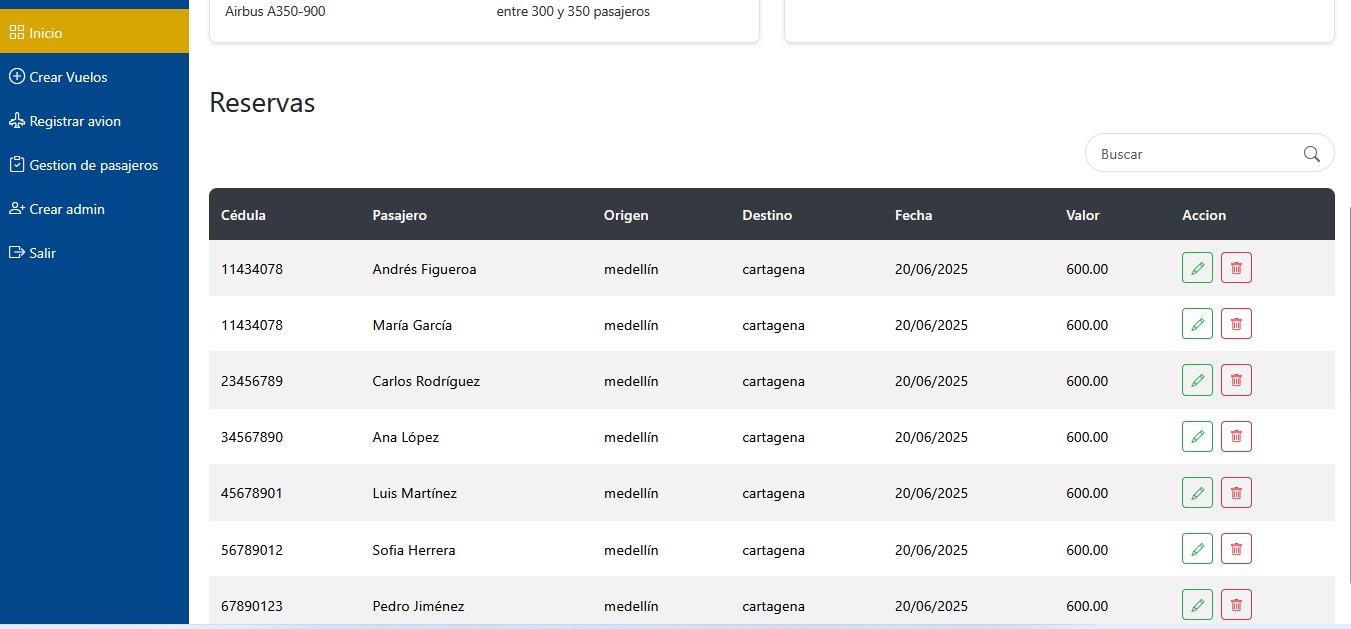 Airbus A350-900 entre 300 y 350 pasajeros
Inicio
Crear Vuelos
Registrar avion
Gestion de pasajeros
Crear admin
Salir
Reservas
Buscar
Cédula Pasajero Origen Destino Fecha Valor Accion
11434078 Andrés Figueroa medellín cartagena 20/06/2025 600.00
11434078 María García medellín cartagena 20/06/2025 600.00
23456789 Carlos Rodríguez medellín cartagena 20/06/2025 600.00
34567890 Ana López medellín cartagena 20/06/2025 600.00
45678901 Luis Martínez medellín cartagena 20/06/2025 600.00
56789012 Sofia Herrera medellín cartagena 20/06/2025 600.00
67890123 Pedro Jiménez medellín cartagena 20/06/2025 600.00